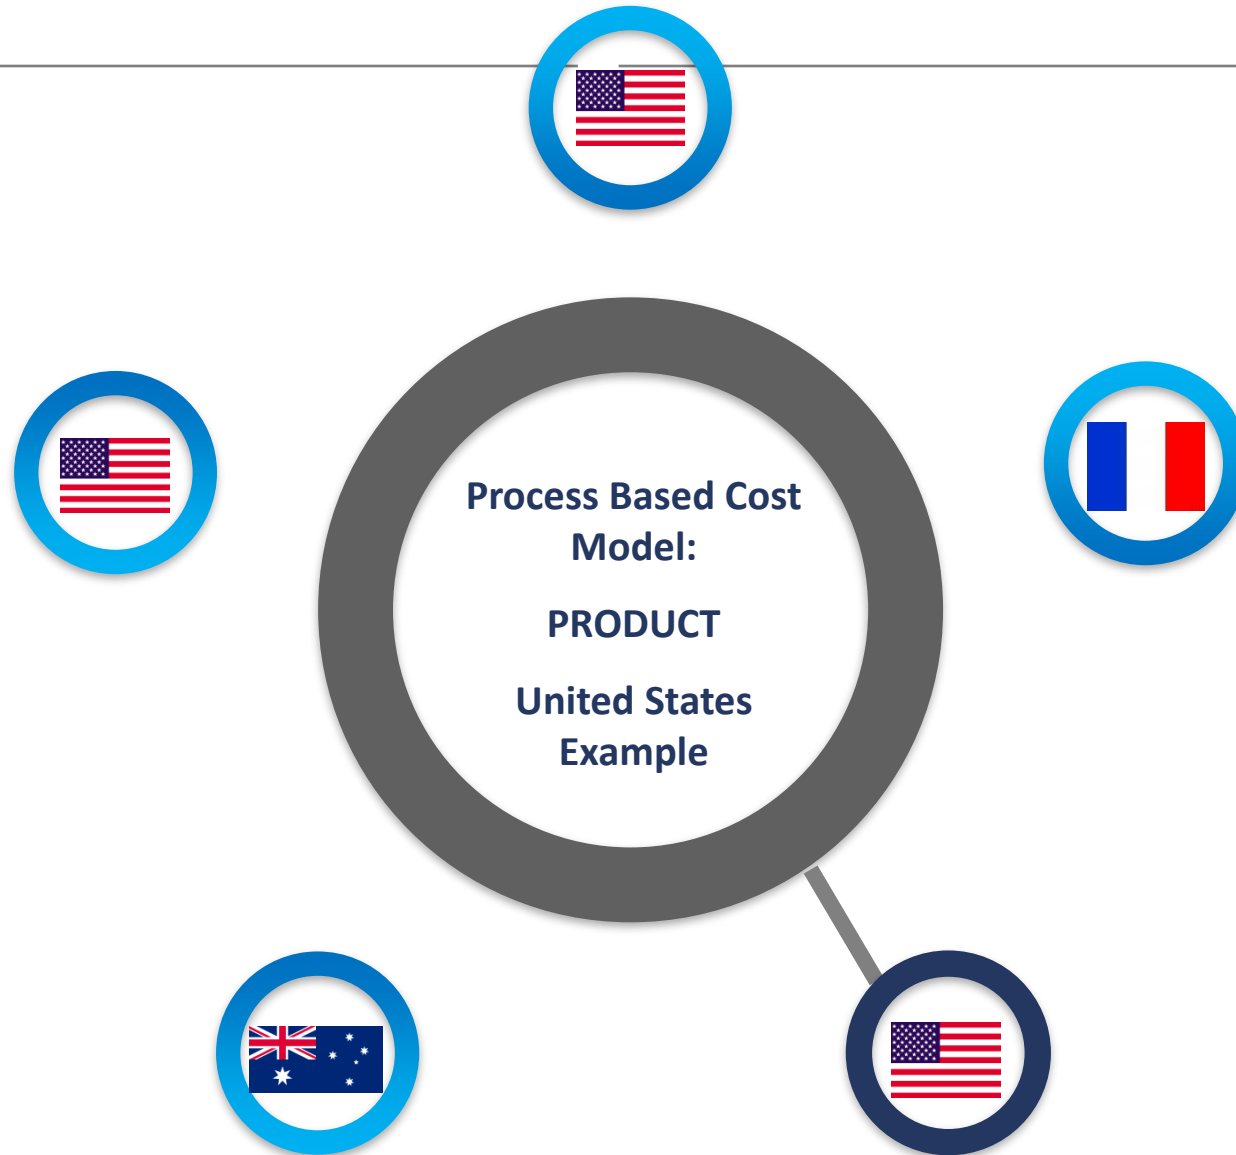 Process Based Cost
Model:
PRODUCT
United States
Example